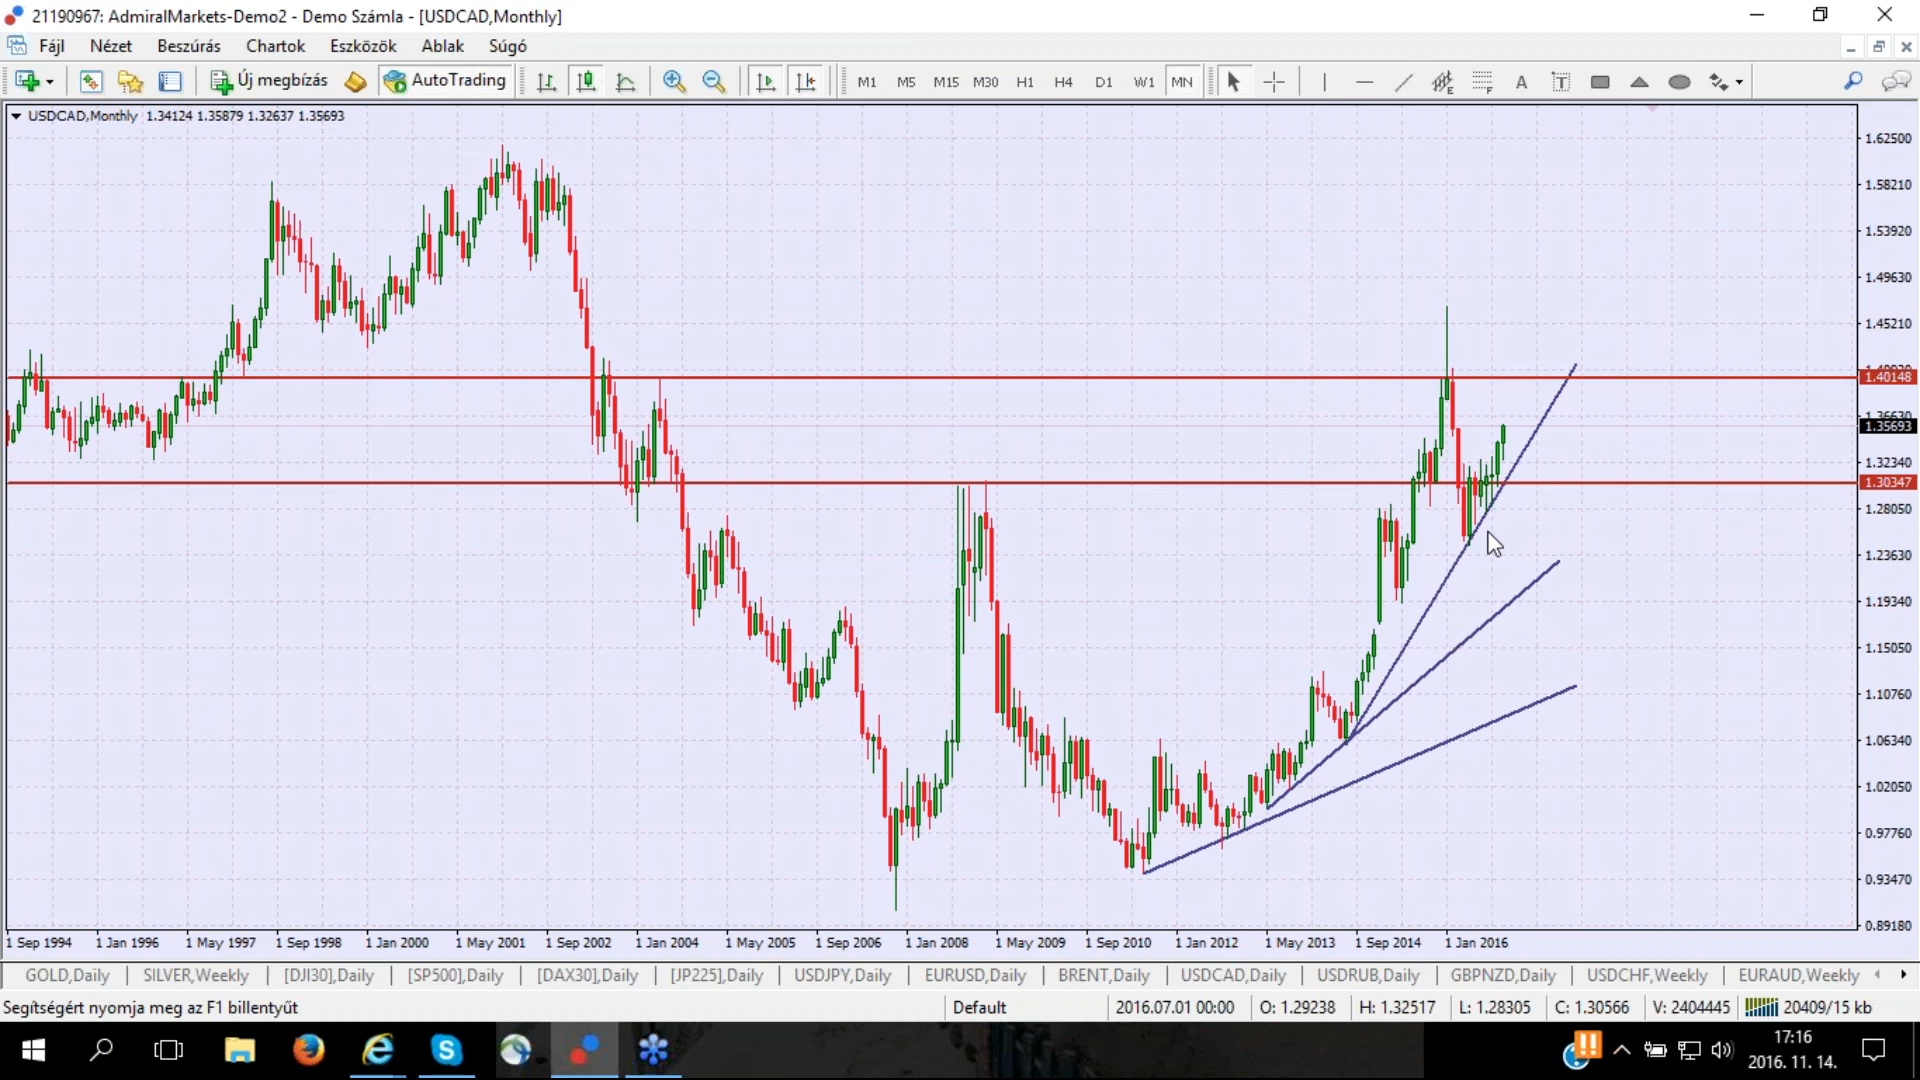 21190967: AdmiralMarkets-Demo2 - Demo Számla - [USDCAD,Monthly]
Fájl Nézet Beszúrás Chartok Eszközök Ablak Súgó
Új megbízás AutoTrading M1 M5 M15 M30 H1 H4 D1 W1 MN A T
USDCAD,Monthly 1.34124 1.35879 1.32637 1.35693
1.62500
1.58210
1.53920
1.49630
1.45210
1.40148
1.36630
1.35693
1.32340
1.30347
1.28050
1.23630
1.19340
1.15050
1.10760
1.06340
1.02050
0.97760
0.93470
0.89180
1 Sep 1994 1 Jan 1996 1 May 1997 1 Sep 1998 1 Jan 2000 1 May 2001 1 Sep 2002 1 Jan 2004 1 May 2005 1 Sep 2006 1 Jan 2008 1 May 2009 1 Sep 2010 1 Jan 2012 1 May 2013 1 Sep 2014 1 Jan 2016
GOLD,Daily SILVER,Weekly [DJI30],Daily [SP500],Daily [DAX30],Daily [JP225],Daily USDJPY,Daily EURUSD,Daily BRENT,Daily USDCAD,Daily USDRUB,Daily GBPNZD,Daily USDCHF,Weekly EURAUD,Weekly
Segítségért nyomja meg az F1 billentyűt Default 2016.07.01 00:00 O: 1.29238 H: 1.32517 L: 1.28305 C: 1.30566 V: 2404445 20409/15 kb
17:16
2016. 11. 14.